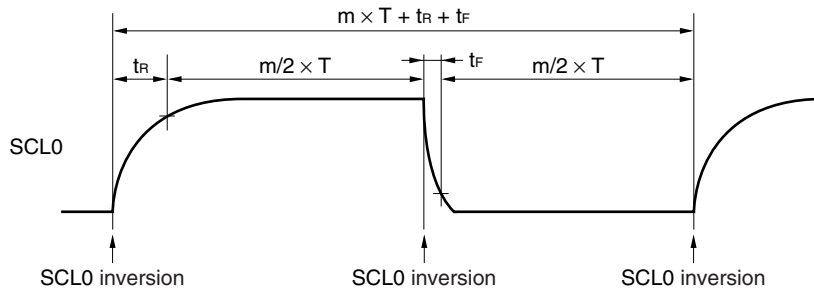 m × T + tR + tF
tR
m/2 × T
tF
m/2 × T
SCL0
SCL0 inversion
SCL0 inversion
SCL0 inversion